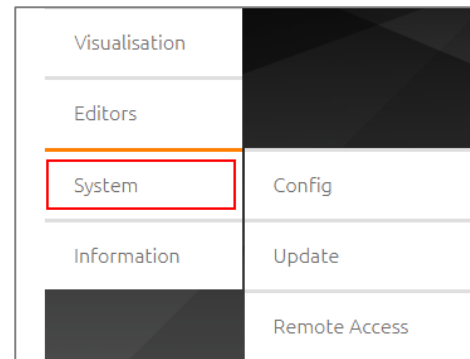 Visualisation
Editors
System
Information
Config
Update
Remote Access